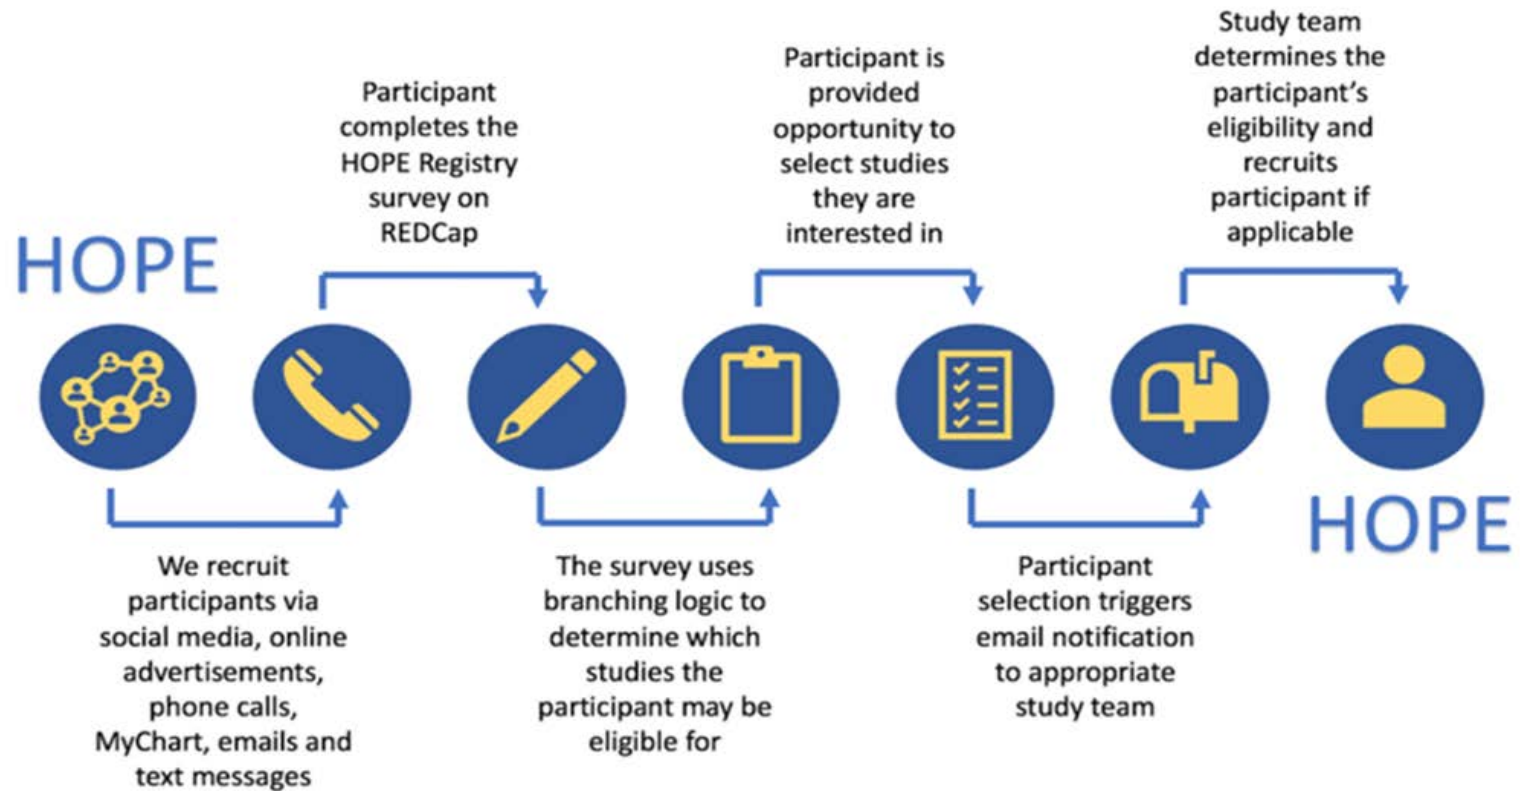 HOPE
We recruit
participants via
social media, online
advertisements,
phone calls,
MyChart, emails and
text messages
Participant
completes the
HOPE Registry
survey on
REDCap
The survey uses
branching logic to
determine which
studies the
participant may be
eligible for
Participant is
provided
opportunity to
select studies
they are
interested in
Participant
selection triggers
email notification
to appropriate
study team
Study team
determines the
participant's
eligibility and
recruits
participant if
applicable
HOPE